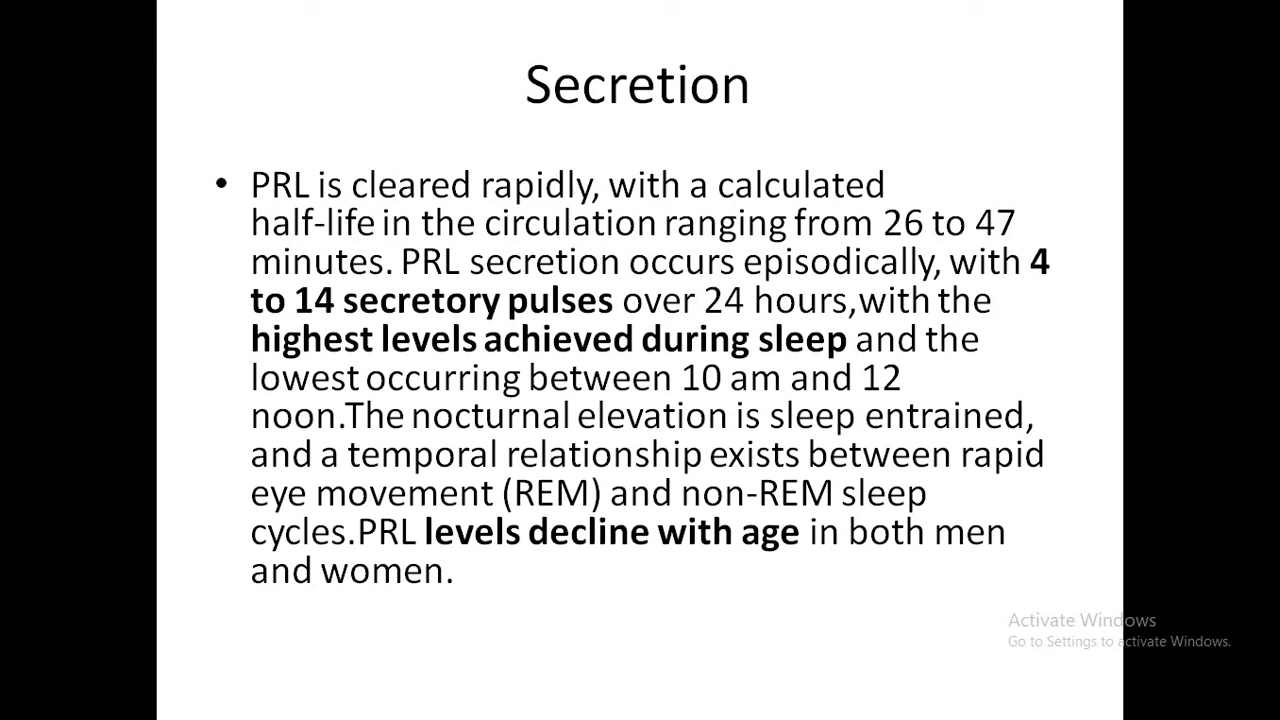 Secretion
• PRL is cleared rapidly, with a calculated
half-life in the circulation ranging from 26 to 47
minutes. PRL secretion occurs episodically, with 4
to 14 secretory pulses over 24 hours,with the
highest levels achieved during sleep and the
lowest occurring between 10 am and 12
noon.The nocturnal elevation is sleep entrained,
and a temporal relationship exists between rapid
eye movement (REM) and non-REM sleep
cycles.PRL levels decline with age in both men
and women.
Activate Windows
Go to Settings to activate Windows.